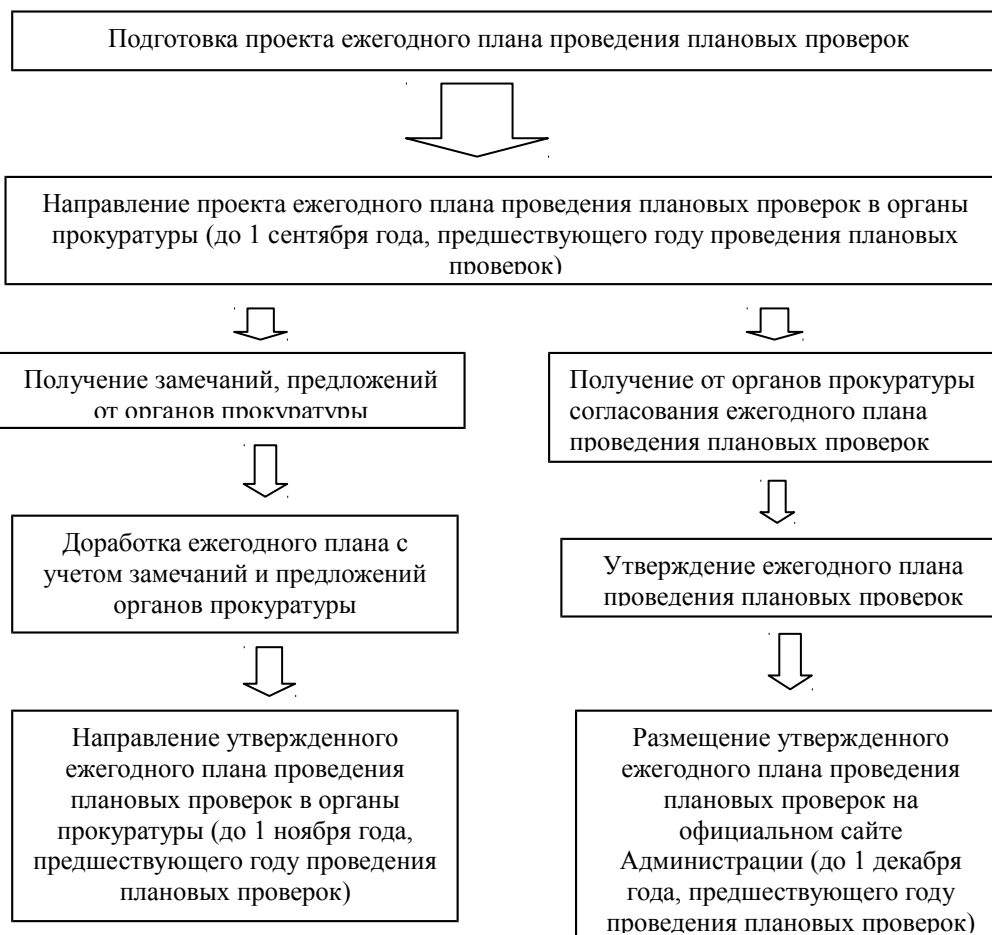 Подготовка проекта ежегодного плана проведения плановых проверок
Направление проекта ежегодного плана проведения плановых проверок в органы
прокуратуры (до 1 сентября года, предшествующего году проведения плановых
проверок)
Получение замечаний, предложений
от органов прокуратуры
Получение от органов прокуратуры
согласования ежегодного плана
проведения плановых проверок
Доработка ежегодного плана с
учетом замечаний и предложений
органов прокуратуры
Утверждение ежегодного плана
проведения плановых проверок
Направление утвержденного
ежегодного плана проведения
плановых проверок в органы
прокуратуры (до 1 ноября года,
предшествующего году проведения
плановых проверок)
Размещение утвержденного
ежегодного плана проведения
плановых проверок на
официальном сайте
Администрации (до 1 декабря
года, предшествующего году
проведения плановых проверок)